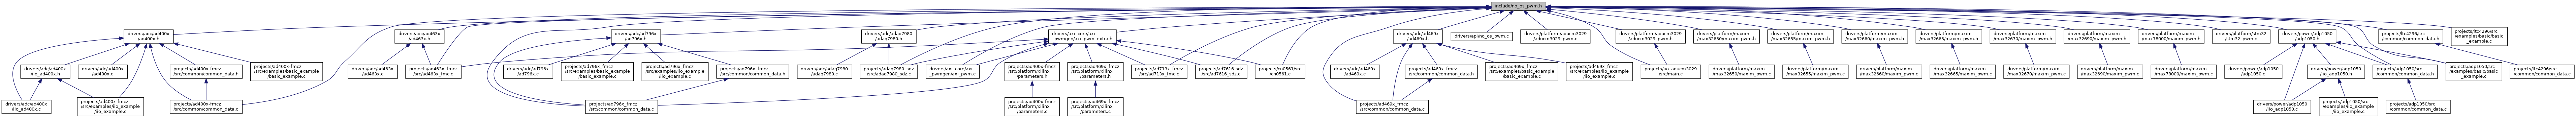 include/no_os_pwm.h
drivers/adc/ad400x
/ad400x.h
drivers/adc/ad463x
/ad463x.h
drivers/adc/ad796x
/ad796x.h
drivers/adc/adaq7980
/adaq7980.h
drivers/axi_core/axi
_pwmgen/axi_pwm_extra.h
drivers/adc/ad469x
/ad469x.h
drivers/api/no_os_pwm.c
drivers/platform/aducm3029
/aducm3029_pwm.c
drivers/platform/aducm3029
/aducm3029_pwm.h
drivers/platform/maxim
/max32650/maxim_pwm.h
drivers/platform/maxim
/max32655/maxim_pwm.h
drivers/platform/maxim
/max32660/maxim_pwm.h
drivers/platform/maxim
/max32665/maxim_pwm.h
drivers/platform/maxim
/max32670/maxim_pwm.h
drivers/platform/maxim
/max32690/maxim_pwm.h
drivers/platform/maxim
/max78000/maxim_pwm.h
drivers/platform/stm32
/stm32_pwm.c
drivers/power/adp1050
/adp1050.h
projects/ltc4296/src
/common/common_data.h
projects/ltc4296/src
/examples/basic/basic
_example.c
drivers/adc/ad400x
/iio_ad400x.h
drivers/adc/ad400x
/ad400x.c
projects/ad400x-fmcz
/src/common/common_data.h
projects/ad400x-fmcz
/src/examples/basic_example
/basic_example.c
drivers/adc/ad463x
/ad463x.c
projects/ad463x_fmcz
/src/ad463x_fmc.c
drivers/adc/ad796x
/ad796x.c
projects/ad796x_fmcz
/src/examples/basic_example
/basic_example.c
projects/ad796x_fmcz
/src/examples/iio_example
/iio_example.c
projects/ad796x_fmcz
/src/common/common_data.h
drivers/adc/adaq7980
/adaq7980.c
projects/adaq7980_sdz
/src/adaq7980_sdz.c
drivers/axi_core/axi
_pwmgen/axi_pwm.c
projects/ad400x-fmcz
/src/platform/xilinx
/parameters.h
projects/ad469x_fmcz
/src/platform/xilinx
/parameters.h
projects/ad713x_fmcz
/src/ad713x_fmc.c
projects/ad7616-sdz
/src/ad7616_sdz.c
projects/cn0561/src
/cn0561.c
drivers/adc/ad469x
/ad469x.c
projects/ad469x_fmcz
/src/common/common_data.h
projects/ad469x_fmcz
/src/examples/basic_example
/basic_example.c
projects/ad469x_fmcz
/src/examples/iio_example
/iio_example.c
projects/iio_aducm3029
/src/main.c
drivers/platform/maxim
/max32650/maxim_pwm.c
drivers/platform/maxim
/max32655/maxim_pwm.c
drivers/platform/maxim
/max32660/maxim_pwm.c
drivers/platform/maxim
/max32665/maxim_pwm.c
drivers/platform/maxim
/max32670/maxim_pwm.c
drivers/platform/maxim
/max32690/maxim_pwm.c
drivers/platform/maxim
/max78000/maxim_pwm.c
drivers/power/adp1050
/adp1050.c
drivers/power/adp1050
/iio_adp1050.h
projects/adp1050/src
/common/common_data.h
projects/adp1050/src
/examples/basic/basic
_example.c
projects/ltc4296/src
/common/common_data.c
drivers/adc/ad400x
/iio_ad400x.c
projects/ad400x-fmcz
/src/examples/iio_example
/iio_example.c
projects/ad400x-fmcz
/src/common/common_data.c
projects/ad796x_fmcz
/src/common/common_data.c
projects/ad400x-fmcz
/src/platform/xilinx
/parameters.c
projects/ad469x_fmcz
/src/platform/xilinx
/parameters.c
projects/ad469x_fmcz
/src/common/common_data.c
drivers/power/adp1050
/iio_adp1050.c
projects/adp1050/src
/examples/iio_example
/iio_example.c
projects/adp1050/src
/common/common_data.c